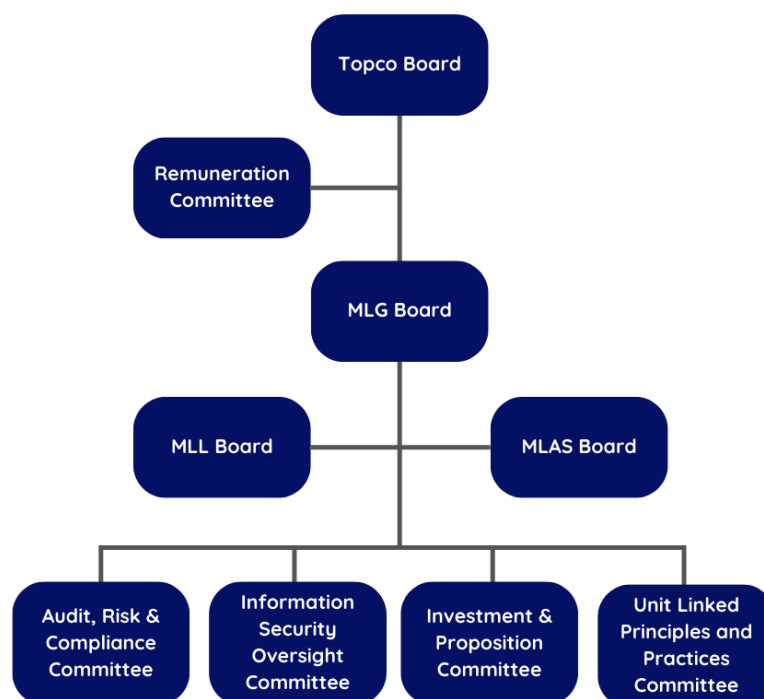 Topco Board
Remuneration
Committee
MLG Board
MLL Board
MLAS Board
Audit, Risk &
Compliance
Committee
Information
Security
Oversight
Committee
Investment &
Proposition
Committee
Unit Linked
Principles and
Practices
Committee